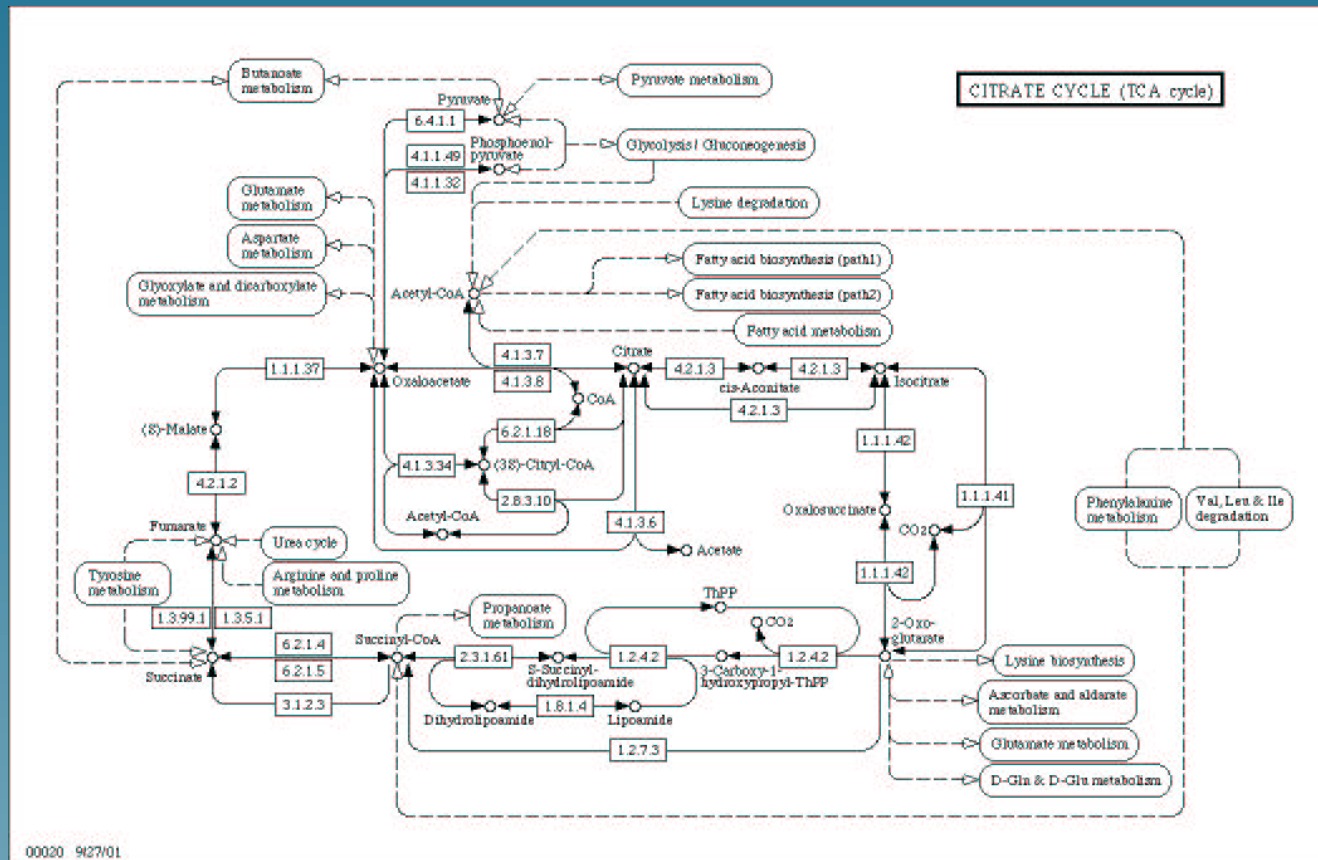 CITRATE CYCLE (TCA cycle)
Butanoate
metabolism
Pyruvate metabolism
Pyruvate
6.4.1.1
Phosphoenol-
pyruvate
4.1.1.49
4.1.1.32
Glycolysis / Gluconeogenesis
Glutamate
metabolism
Lysine degradation
Aspartate
metabolism
Fatty acid biosynthesis (path1)
Glyoxylate and dicarboxylate
metabolism
Acetyl-CoA
Fatty acid biosynthesis (path2)
Fatty acid metabolism
1.1.1.37
Oxaloacetate
4.1.3.7
4.1.3.8
Citrate
4.2.1.3
cis-Aconitate
4.2.1.3
Isocitrate
4.2.1.3
CoA
(S)-Malate
6.2.1.18
1.1.1.42
4.1.3.34
(3S)-Citryl-CoA
4.2.1.2
2.8.3.10
1.1.1.41
Phenylalanine
metabolism
Val, Leu & Ile
degradation
Oxalosuccinate
Acetyl-CoA
4.1.3.6
CO2
Fumarate
Urea cycle
Acetate
Tyrosine
metabolism
Arginine and proline
metabolism
1.1.1.42
ThPP
Propanoate
metabolism
1.3.99.1
1.3.5.1
CO2
2-Oxo-
glutarate
Succinyl-CoA
6.2.1.4
6.2.1.5
2.3.1.61
1.2.4.2
1.2.4.2
Succinate
S-Succinyl-
dihydrolipoamide
3-Carboxy-1-
hydroxypropyl-ThPP
Lysine biosynthesis
3.1.2.3
Dihydrolipoamide
1.8.1.4
Lipoamide
Ascorbate and aldarate
metabolism
1.2.7.3
Glutamate metabolism
D-Gln & D-Glu metabolism
00020 9/27/01